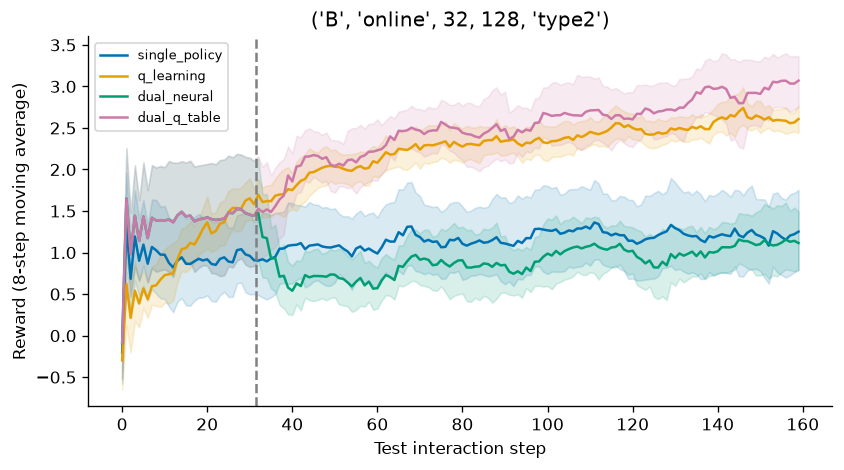 ('B', 'online', 32, 128, 'type2')
Reward (8-step moving average)
3.5
3.0
2.5
2.0
1.5
1.0
0.5
0.0
−0.5
single_policy
q_learning
dual_neural
dual_q_table
0 20 40 60 80 100 120 140 160
Test interaction step